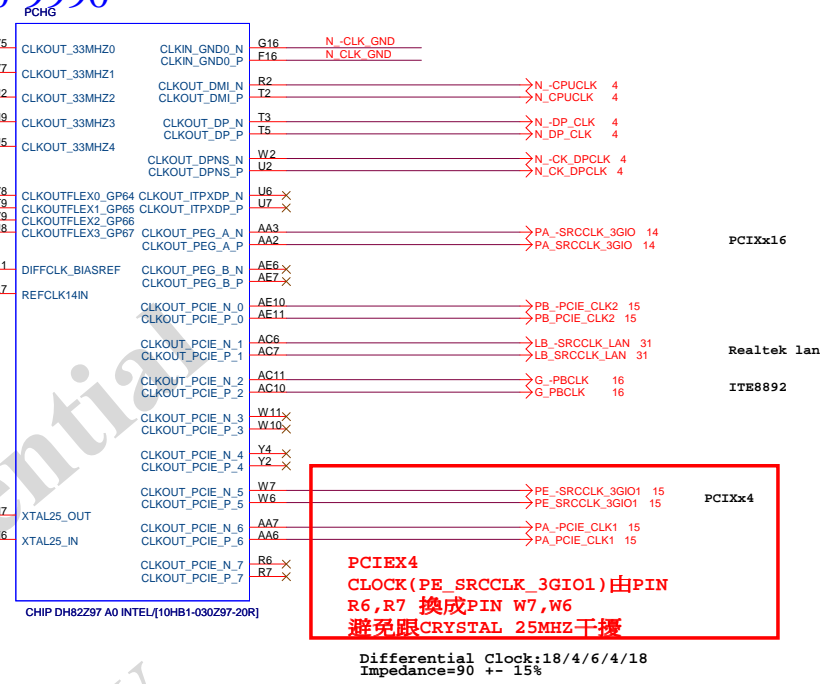 PCHG
CLKOUT_33MHZ0
CLKOUT_33MHZ1
CLKOUT_33MHZ2
CLKOUT_33MHZ3
CLKOUT_33MHZ4
CLKOUTFLEX0_GP64
CLKOUTFLEX1_GP65
CLKOUTFLEX2_GP66
CLKOUTFLEX3_GP67
DIFFCLK_BIASREF
REFCLK14IN
XTAL25_OUT
XTAL25_IN
CLKIN_GND0_N G16 N_-CLK_GND
CLKIN_GND0_P F16 N_CLK_GND
CLKOUT_DMI_N R2 N_-CPUCLK 4
CLKOUT_DMI_P T2 N_CPUCLK 4
CLKOUT_DP_N T3 N_-DP_CLK 4
CLKOUT_DP_P T5 N_DP_CLK 4
CLKOUT_DPNS_N W2 N_-CK_DPCLK 4
CLKOUT_DPNS_P U2 N_CK_DPCLK 4
CLKOUT_ITPXDP_N U6
CLKOUT_ITPXDP_P U7
CLKOUT_PEG_A_N AA3 PA_-SRCCLK_3GIO 14
CLKOUT_PEG_A_P AA2 PA_SRCCLK_3GIO 14
PCIXx16
CLKOUT_PEG_B_N AE6
CLKOUT_PEG_B_P AE7
CLKOUT_PCIE_N_0 AE10 PB_-PCIE_CLK2 15
CLKOUT_PCIE_P_0 AE11 PB_PCIE_CLK2 15
CLKOUT_PCIE_N_1 AC6 LB_-SRCCLK_LAN 31
CLKOUT_PCIE_P_1 AC7 LB_SRCCLK_LAN 31
Realtek lan
CLKOUT_PCIE_N_2 AC11 G_-PBCLK 16
CLKOUT_PCIE_P_2 AC10 G_PBCLK 16
ITE8892
CLKOUT_PCIE_N_3 W11
CLKOUT_PCIE_P_3 W10
CLKOUT_PCIE_N_4 Y4
CLKOUT_PCIE_P_4 Y2
CLKOUT_PCIE_N_5 W7 PE_-SRCCLK_3GIO1 15
CLKOUT_PCIE_P_5 W6 PE_SRCCLK_3GIO1 15
PCIXx4
CLKOUT_PCIE_N_6 AA7 PA_-PCIE_CLK1 15
CLKOUT_PCIE_P_6 AA6 PA_PCIE_CLK1 15
CLKOUT_PCIE_N_7 R6
CLKOUT_PCIE_P_7 R7
PCIEX4
CLOCK(PE_SRCCLK_3GIO1)由PIN
R6,R7 換成PIN W7,W6
避免跟CRYSTAL 25MHZ干擾
CHIP DH82Z97 A0 INTEL/[10HB1-030Z97-20R]
Differential Clock:18/4/6/4/18
Impedance=90 +- 15%